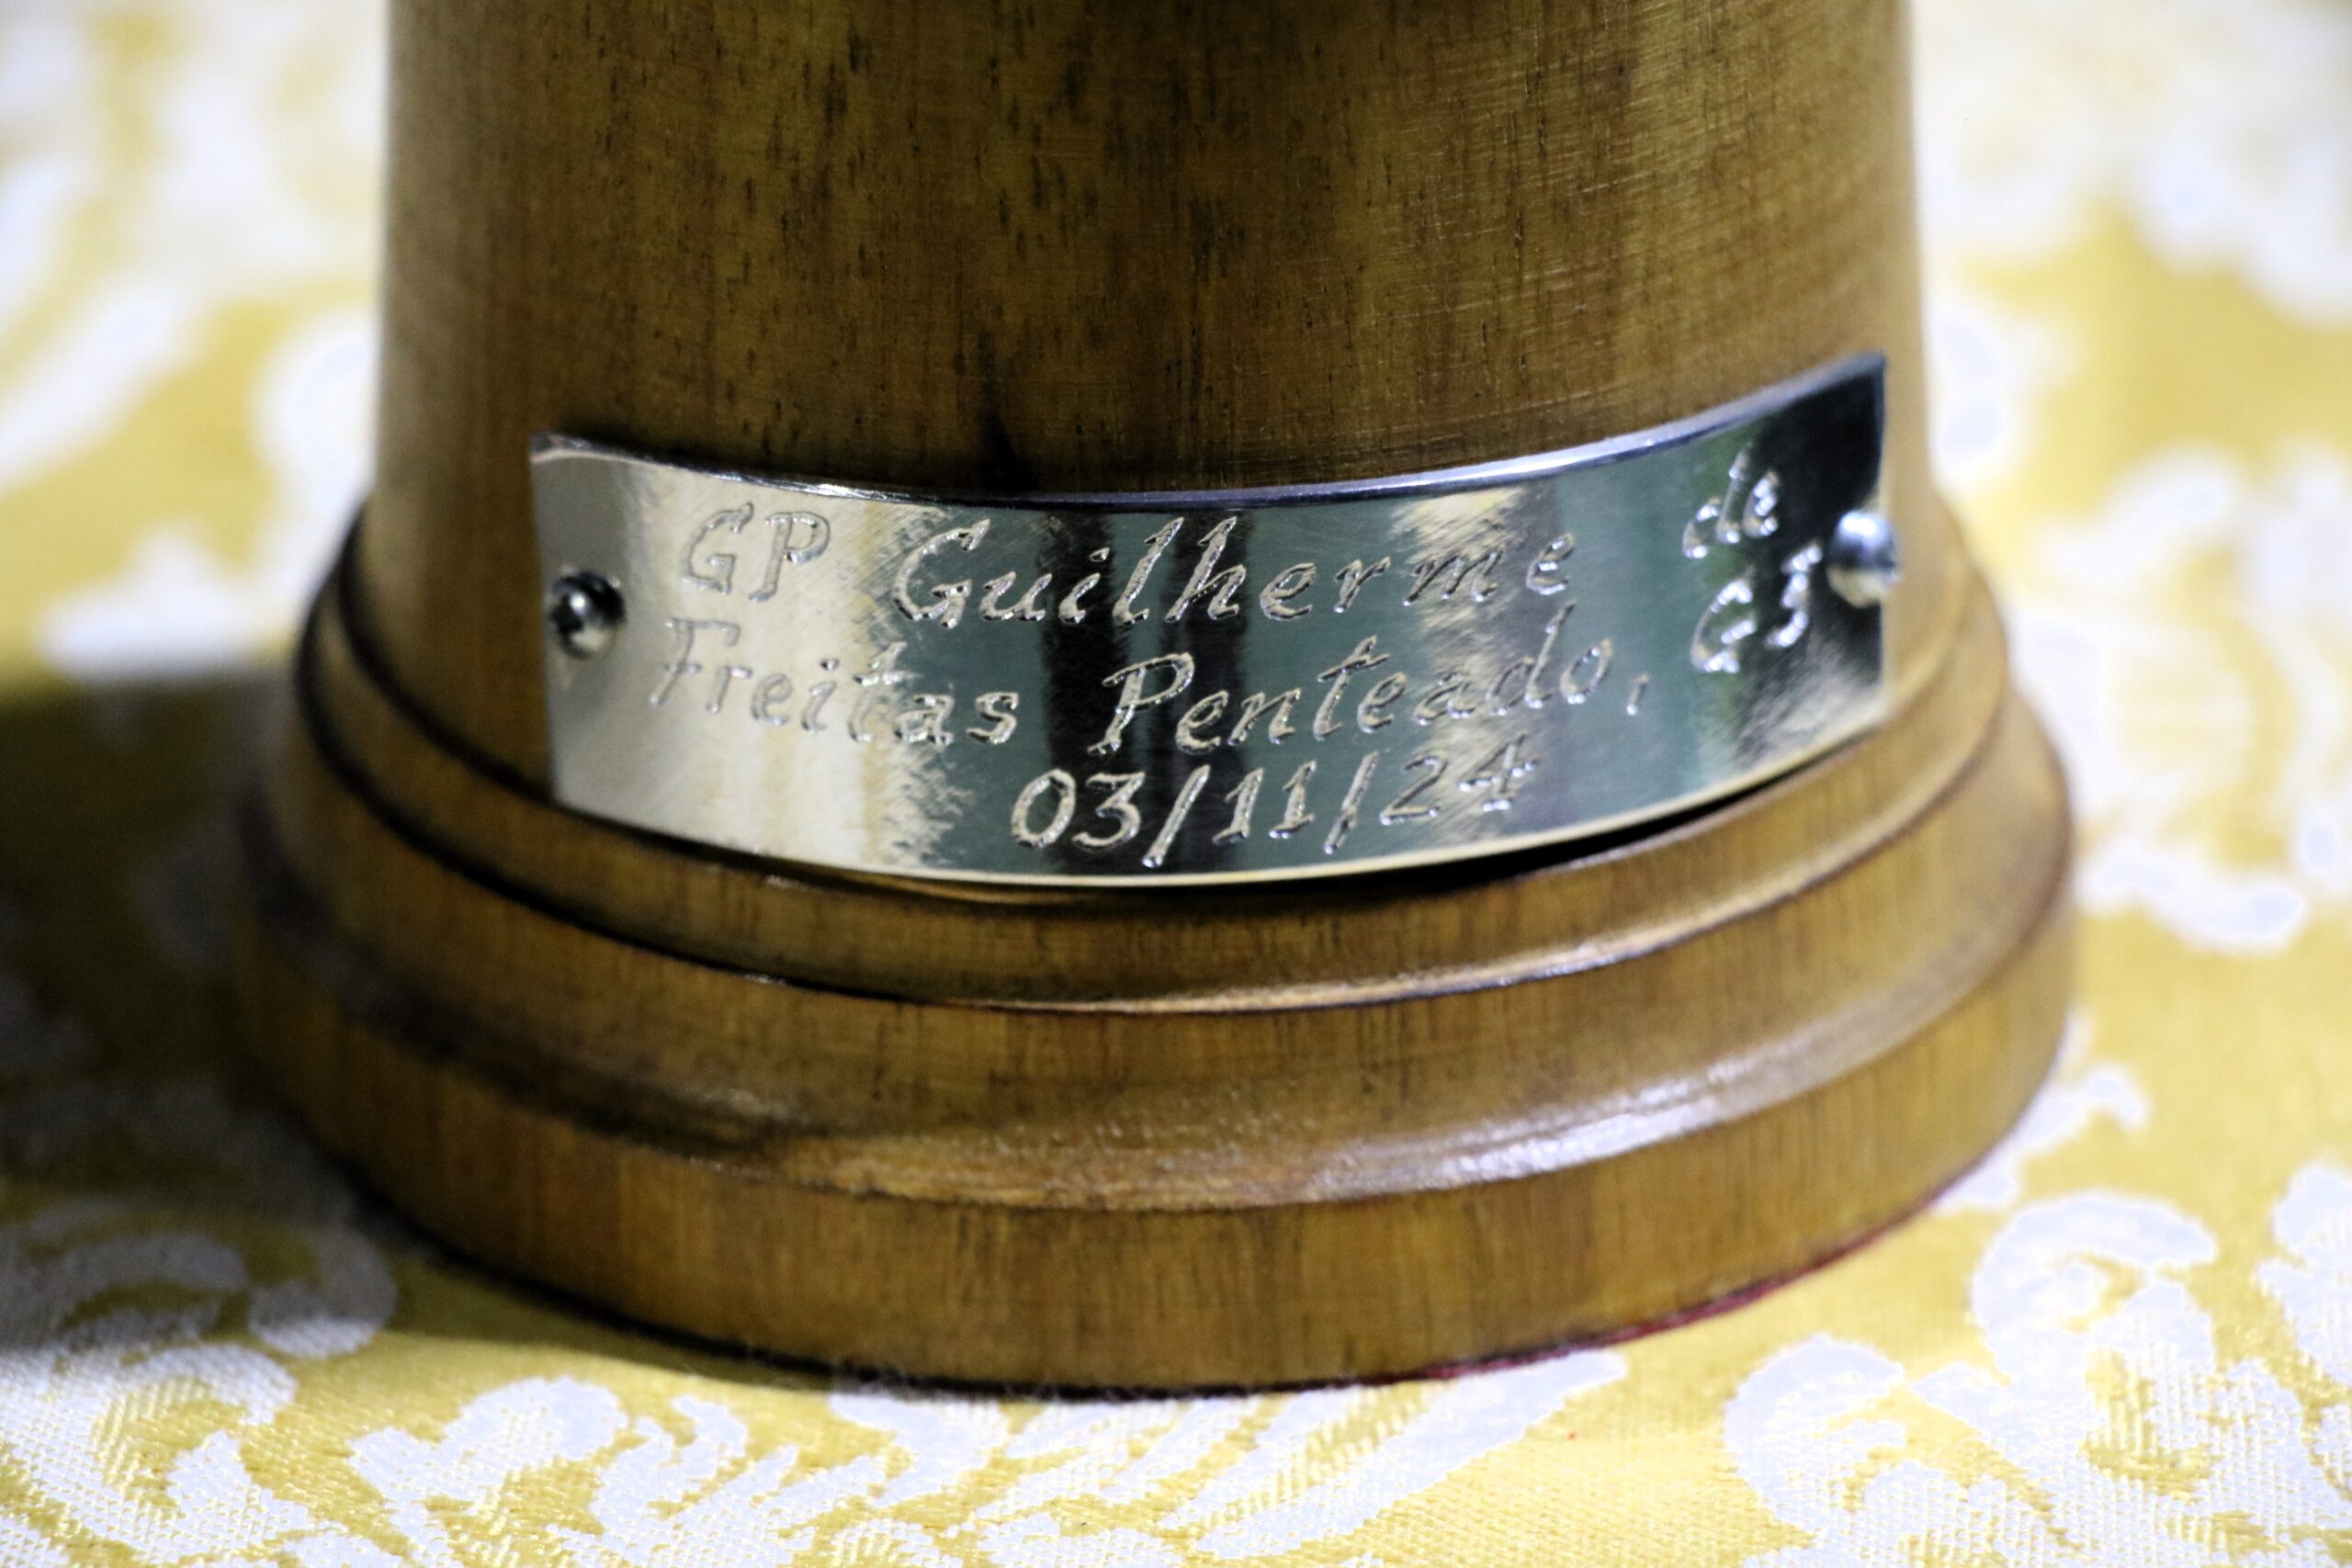 GP Guilherme de
Freitas Penteado, G3
03/11/24